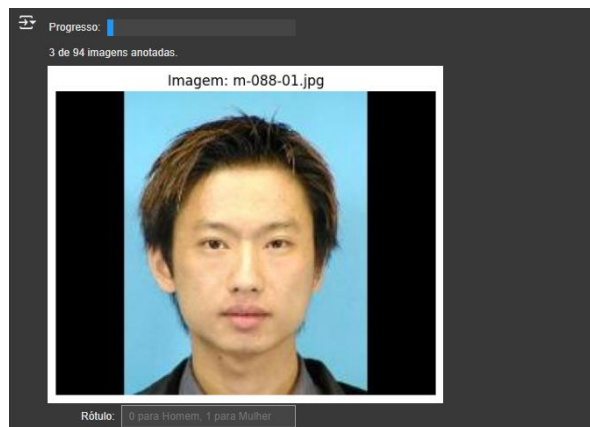 Progresso:
3 de 94 imagens anotadas.
Imagem: m-088-01.jpg
Rótulo: 0 para Homem, 1 para Mulher